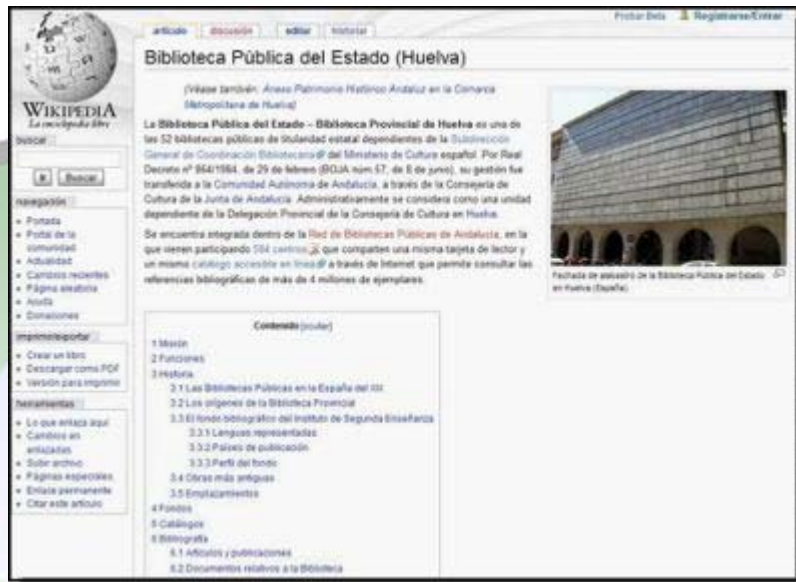 Probar Beta Registrarse/Entrar
artículo discusión editar historial
Biblioteca Pública del Estado (Huelva)
(Véase también: Anexo:Patrimonio Histórico Andaluz en la Comarca
Metropolitana de Huelva)
La Biblioteca Pública del Estado – Biblioteca Provincial de Huelva es una de
las 52 bibliotecas públicas de titularidad estatal dependientes de la Subdirección
General de Coordinación Bibliotecaria del Ministerio de Cultura español. Por Real
Decreto nº 864/1984, de 29 de febrero (BOJA núm 57, de 8 de junio), su gestión fue
transferida a la Comunidad Autónoma de Andalucía, a través de la Consejería de
Cultura de la Junta de Andalucía. Administrativamente se considera como una unidad
dependiente de la Delegación Provincial de la Consejería de Cultura en Huelva.
Se encuentra integrada dentro de la Red de Bibliotecas Públicas de Andalucía, en la
que vienen participando centros que comparten una misma tarjeta de lector y
un mismo catálogo accesible en línea a través de Internet que permite consultar las
referencias bibliográficas de más de 4 millones de ejemplares.
Fachada de de la Biblioteca Pública del Estado
en Huelva (España).
Contenido [ocultar]
1 Misión
2 Funciones
3 Historia
3.1 Las Bibliotecas Públicas en la España del XIX
3.2 Los orígenes de la Biblioteca Provincial
3.3 El fondo bibliográfico del Instituto de Segunda Enseñanza
3.3.1 Lenguas representadas
3.3.2 Países de publicación
3.3.3 Perfil del fondo
3.4 Obras más antiguas
3.5 Emplazamientos
4 Fondos
5 Catálogos
6 Bibliografía
6.1 Artículos y publicaciones
6.2 Documentos relativos a la Biblioteca
WIKIPEDIA
La enciclopedia libre
buscar
Ir Buscar
navegación
Portada
Portal de la
comunidad
Actualidad
Cambios recientes
Página aleatoria
Ayuda
Donaciones
imprimir/exportar
Crear un libro
Descargar como PDF
Versión para imprimir
herramientas
Lo que enlaza aquí
Cambios en
enlazadas
Subir archivo
Páginas especiales
Enlace permanente
Citar este artículo